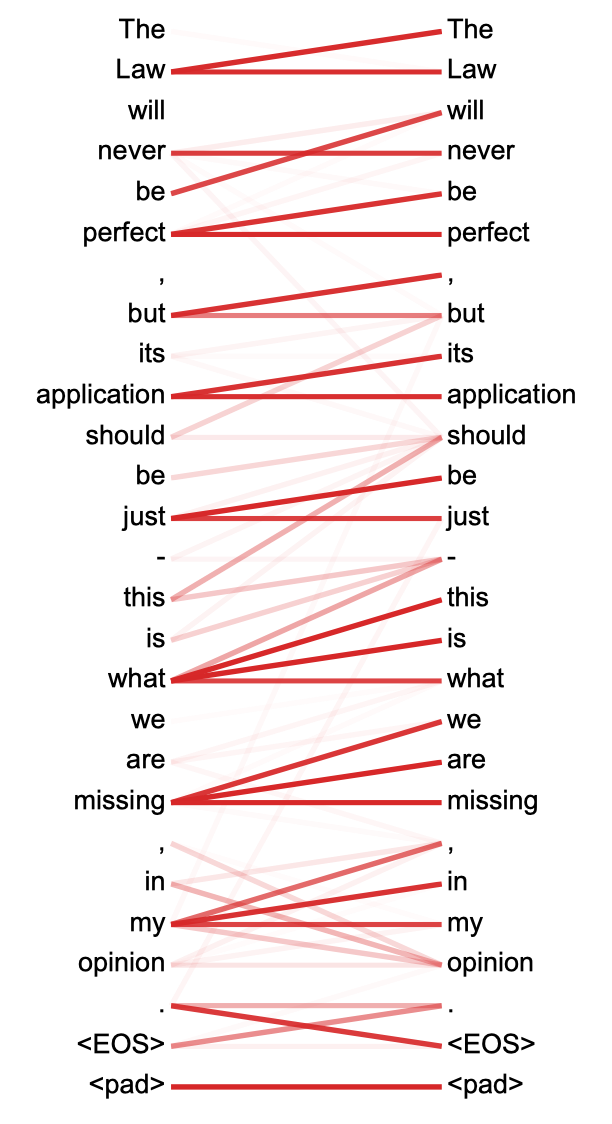 The The
Law Law
will will
never never
be be
perfect perfect
, ,
but but
its its
application application
should should
be be
just just
- -
this this
is is
what what
we we
are are
missing missing
, ,
in in
my my
opinion opinion
. .
<EOS> <EOS>
<pad> <pad>